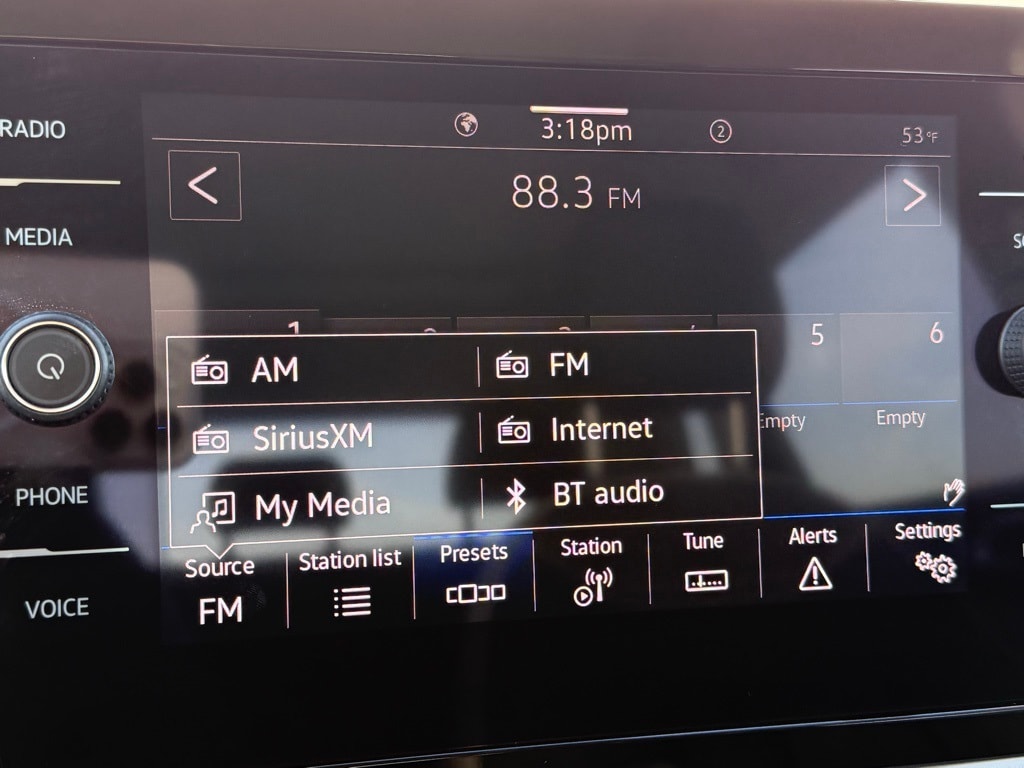 RADIO
3:18pm
2
53°F
88.3 FM
MEDIA
1
5
6
AM
FM
SiriusXM
Internet
Empty
Empty
My Media
BT audio
PHONE
Source
Station list
Presets
Station
Tune
Alerts
Settings
FM
VOICE